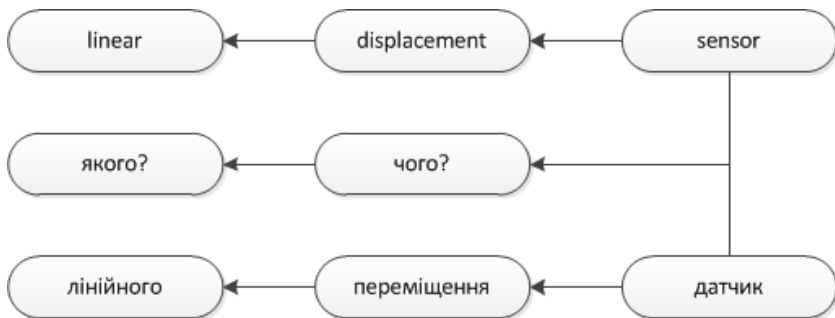 linear displacement sensor
якого? чого?
лінійного переміщення датчик